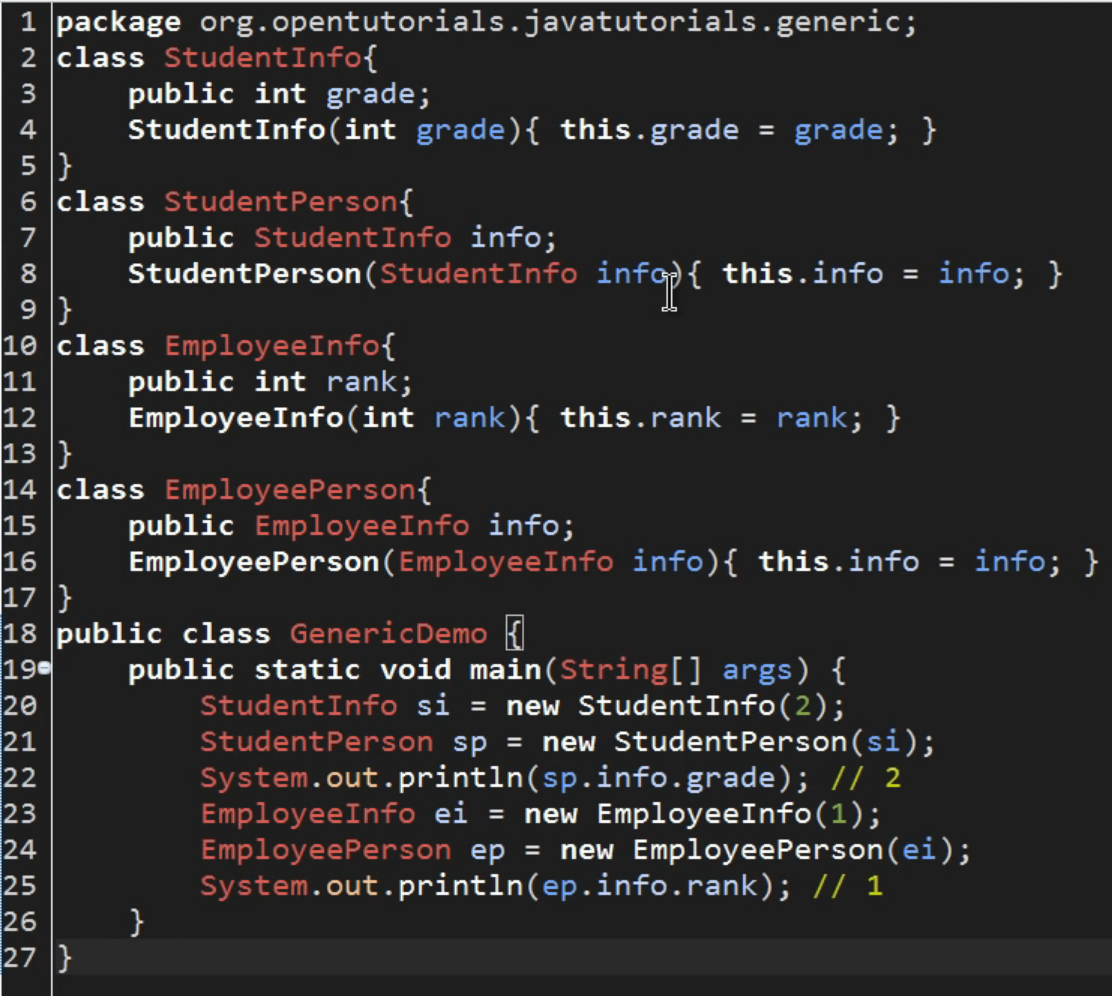 1 package org.opentutorials.javatutorials.generic;
2 class StudentInfo{
3     public int grade;
4     StudentInfo(int grade){ this.grade = grade; }
5 }
6 class StudentPerson{
7     public StudentInfo info;
8     StudentPerson(StudentInfo info){ this.info = info; }
9 }
10 class EmployeeInfo{
11     public int rank;
12     EmployeeInfo(int rank){ this.rank = rank; }
13 }
14 class EmployeePerson{
15     public EmployeeInfo info;
16     EmployeePerson(EmployeeInfo info){ this.info = info; }
17 }
18 public class GenericDemo {
19     public static void main(String[] args) {
20         StudentInfo si = new StudentInfo(2);
21         StudentPerson sp = new StudentPerson(si);
22         System.out.println(sp.info.grade); // 2
23         EmployeeInfo ei = new EmployeeInfo(1);
24         EmployeePerson ep = new EmployeePerson(ei);
25         System.out.println(ep.info.rank); // 1
26     }
27 }